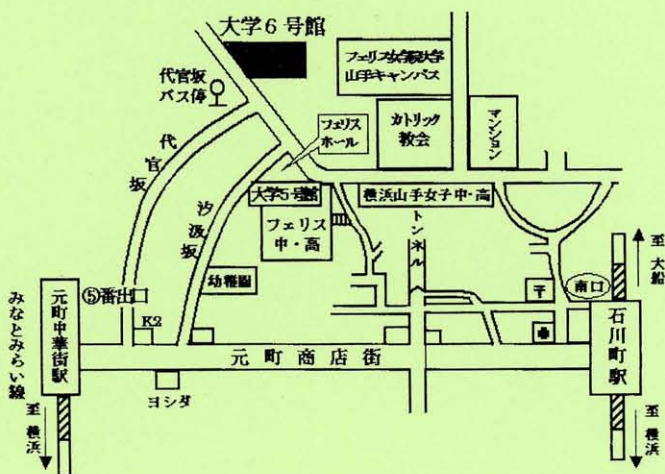 大学6号館
代官坂
バス停
フェリス女学院大学
山手キャンパス
カトリック
教会
マンション
フェリス
ホール
代官坂
汐汲坂
大学5号館
フェリス
中・高
横浜山手女子中・高
トンネル
幼稚園
至大船
南口
〒
⑤番出口
K2
元町中華街駅
みなとみらい線
元町商店街
石川町駅
ヨシダ
至横浜
至横浜